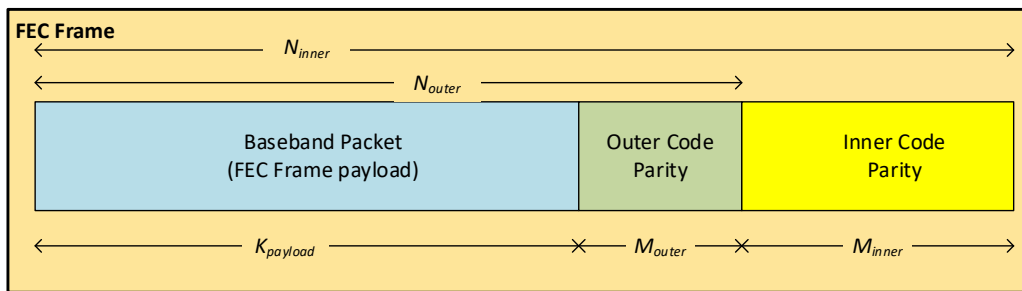 FEC Frame
N_inner
N_outer
Baseband Packet
(FEC Frame payload)
Outer Code
Parity
Inner Code
Parity
K_payload
M_outer
M_inner